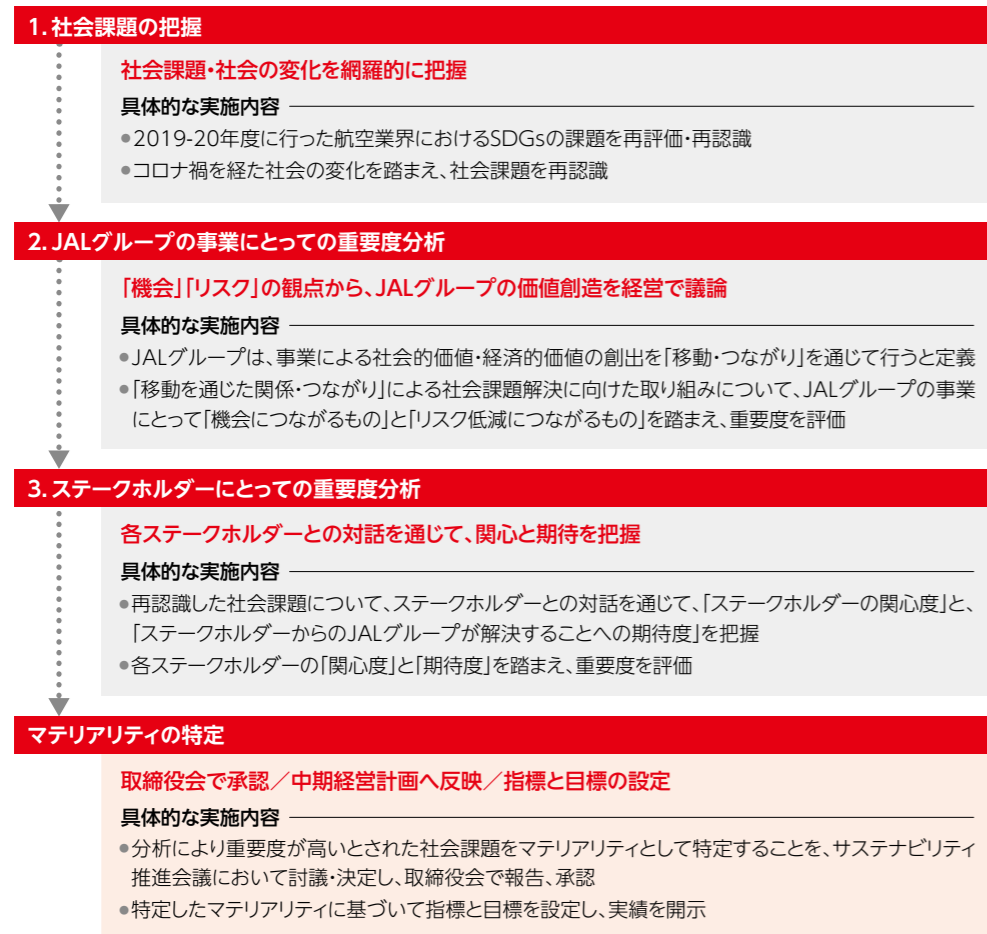 1. 社会課題の把握
社会課題・社会の変化を網羅的に把握
具体的な実施内容
●2019-20年度に行った航空業界におけるSDGsの課題を再評価・再認識
●コロナ禍を経た社会の変化を踏まえ、社会課題を再認識
2. JALグループの事業にとっての重要度分析
「機会」「リスク」の観点から、JALグループの価値創造を経営で議論
具体的な実施内容
●JALグループは、事業による社会的価値・経済的価値の創出を「移動・つながり」を通じて行うと定義
●「移動を通じた関係・つながり」による社会課題解決に向けた取り組みについて、JALグループの事業
にとって「機会につながるもの」と「リスク低減につながるもの」を踏まえ、重要度を評価
3. ステークホルダーにとっての重要度分析
各ステークホルダーとの対話を通じて、関心と期待を把握
具体的な実施内容
●再認識した社会課題について、ステークホルダーとの対話を通じて、「ステークホルダーの関心度」と、
「ステークホルダーからのJALグループが解決することへの期待度」を把握
●各ステークホルダーの「関心度」と「期待度」を踏まえ、重要度を評価
マテリアリティの特定
取締役会で承認／中期経営計画へ反映／指標と目標の設定
具体的な実施内容
●分析により重要度が高いとされた社会課題をマテリアリティとして特定することを、サステナビリティ
推進会議において討議・決定し、取締役会で報告、承認
●特定したマテリアリティに基づいて指標と目標を設定し、実績を開示